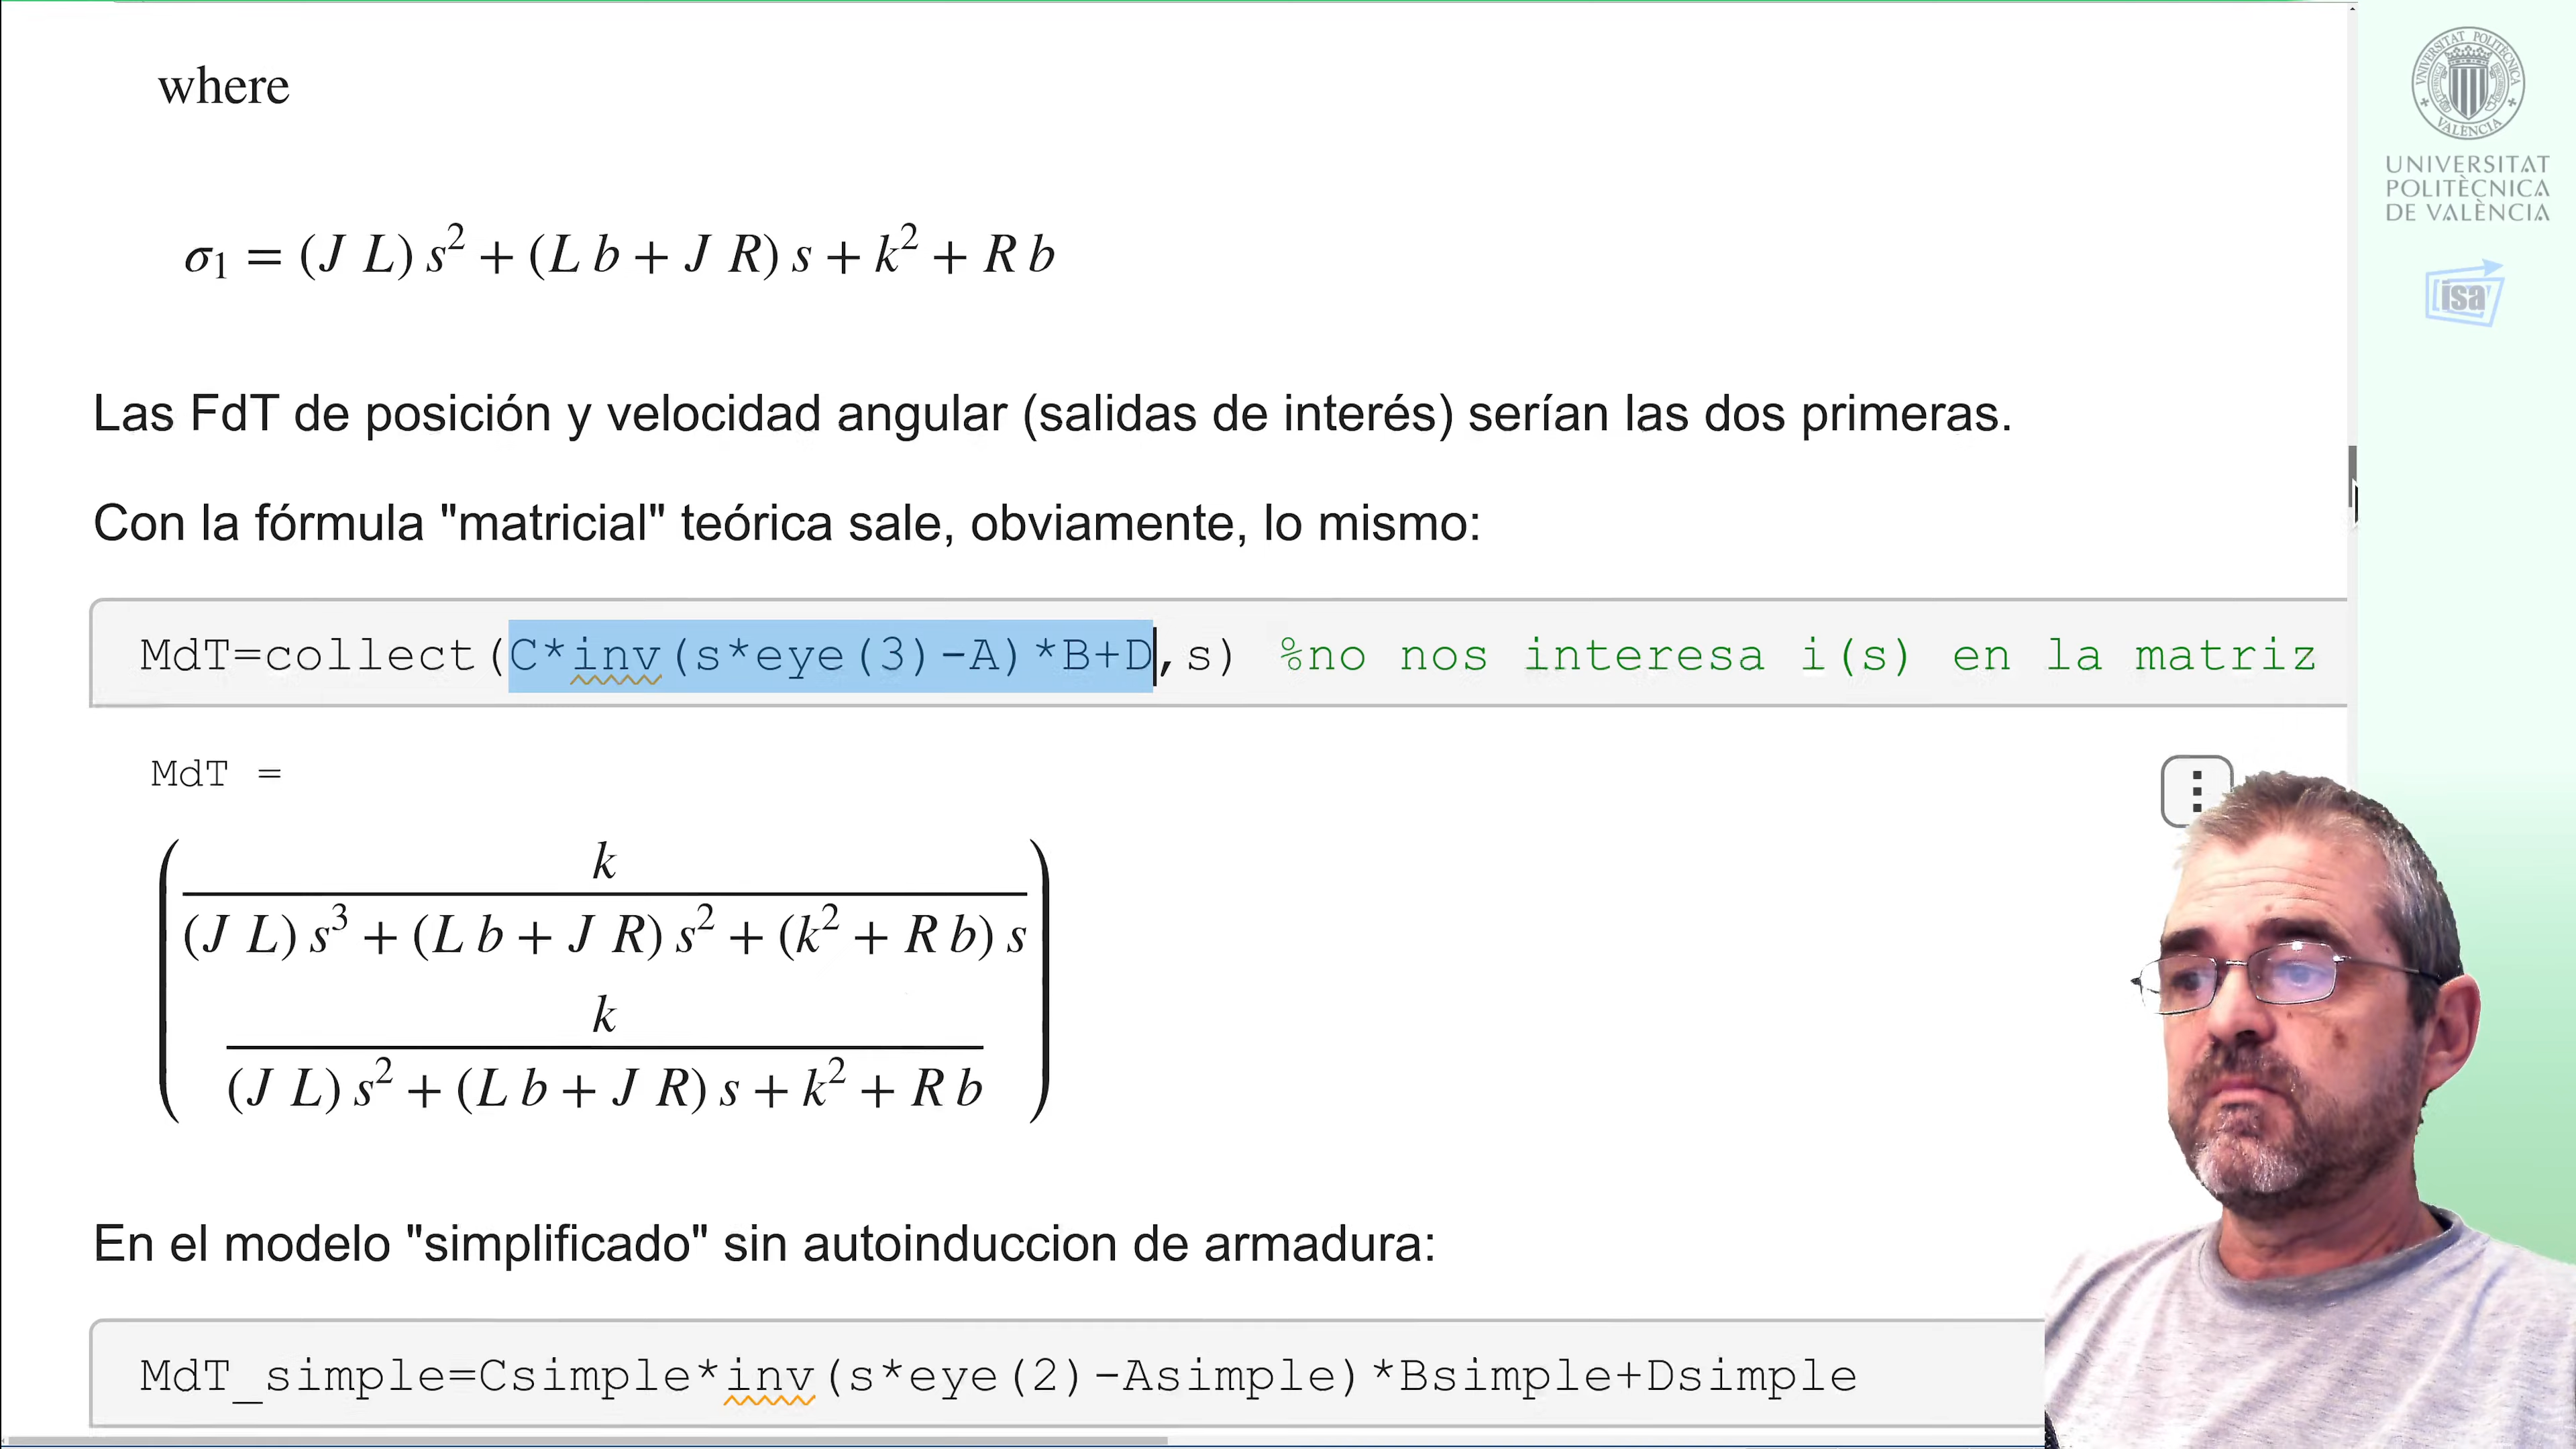 where
σ₁ = (J L) s² + (L b + J R) s + k² + R b
Las FdT de posición y velocidad angular (salidas de interés) serían las dos primeras.
Con la fórmula "matricial" teórica sale, obviamente, lo mismo:
MdT=collect(C*inv(s*eye(3)-A)*B+D,s) %no nos interesa i(s) en la matriz
MdT =
k
(J L) s³ + (L b + J R) s² + (k² + R b) s
k
(J L) s² + (L b + J R) s + k² + R b
En el modelo "simplificado" sin autoinduccion de armadura:
MdT_simple=Csimple*inv(s*eye(2)-Asimple)*Bsimple+Dsimple
UNIVERSITAT POLITÈCNICA
VALÈNCIA
UNIVERSITAT
POLITÈCNICA
DE VALÈNCIA
isa